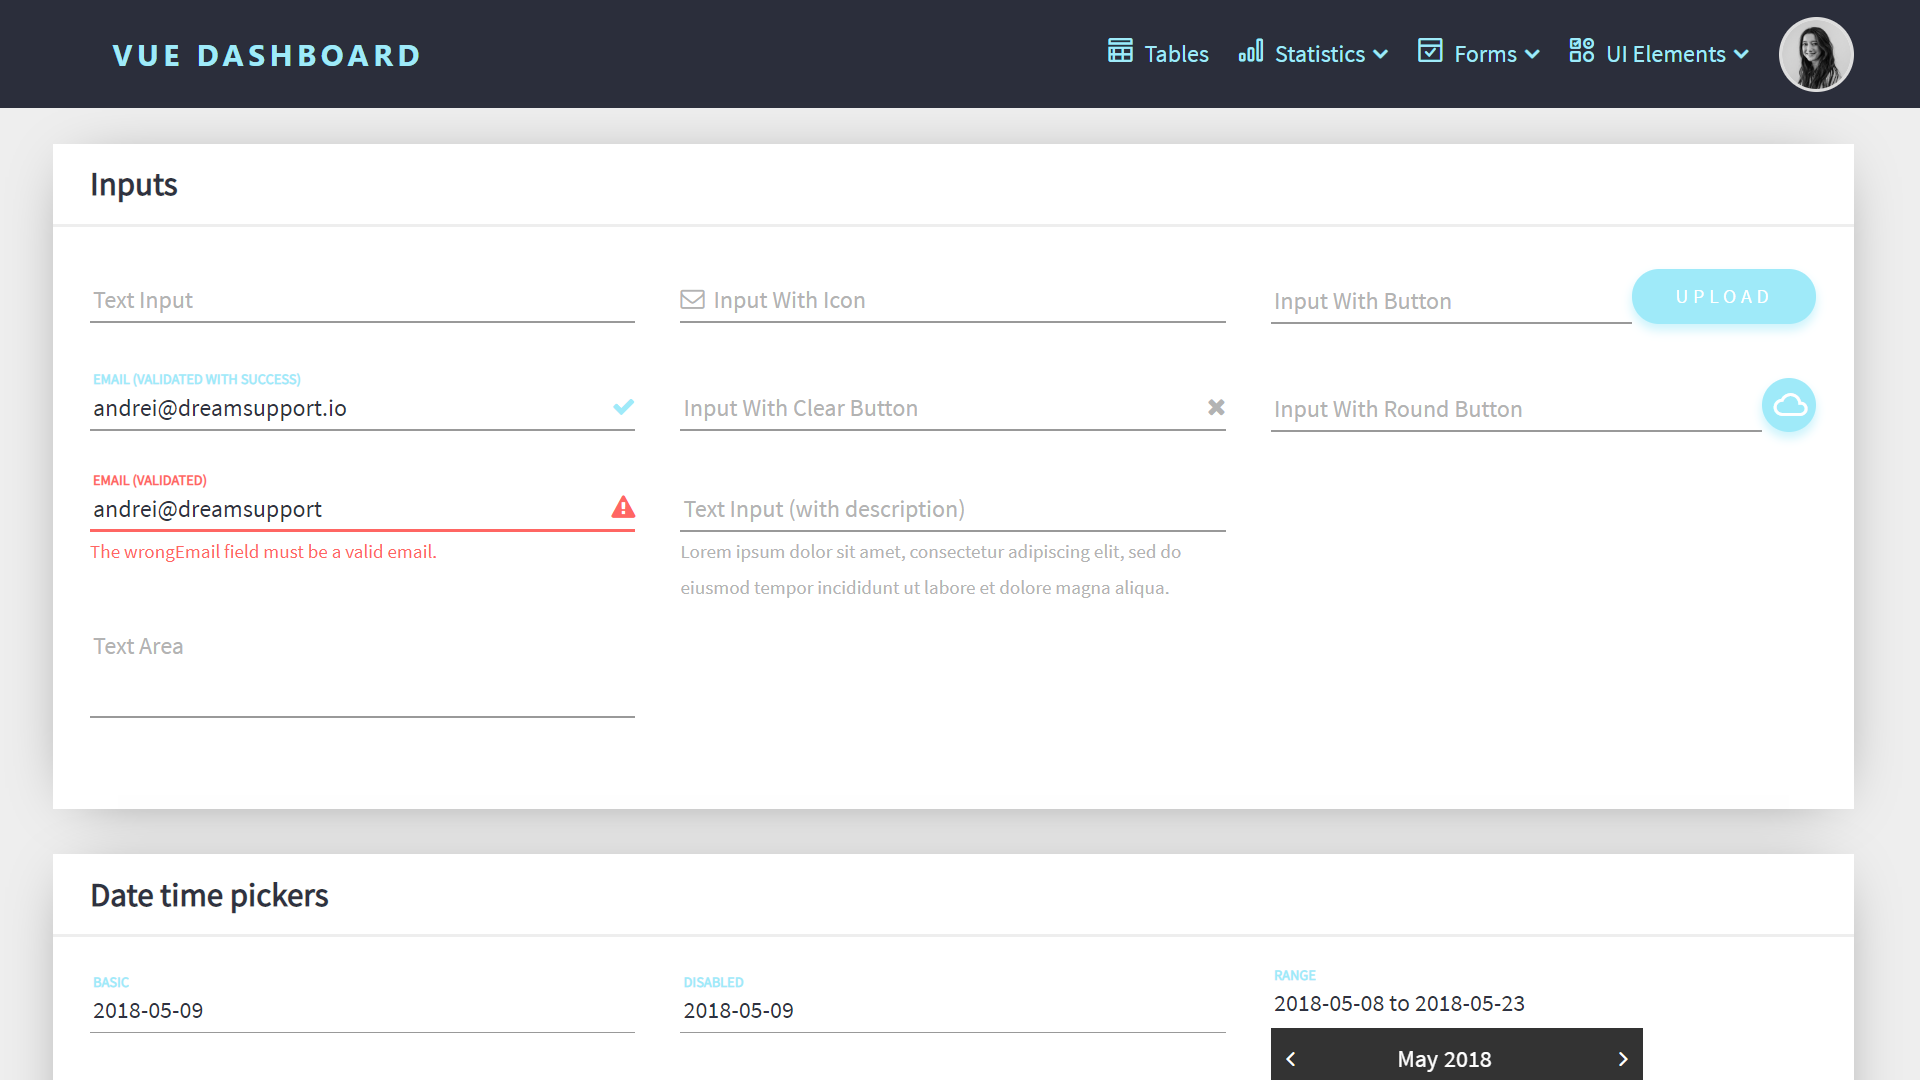 VUE DASHBOARD
Tables
Statistics
Forms
UI Elements
Inputs
Text Input
Input With Icon
Input With Button
UPLOAD
EMAIL (VALIDATED WITH SUCCESS)
andrei@dreamsupport.io
Input With Clear Button
Input With Round Button
EMAIL (VALIDATED)
andrei@dreamsupport
The wrongEmail field must be a valid email.
Text Input (with description)
Lorem ipsum dolor sit amet, consectetur adipiscing elit, sed do
eiusmod tempor incididunt ut labore et dolore magna aliqua.
Text Area
Date time pickers
BASIC
2018-05-09
DISABLED
2018-05-09
RANGE
2018-05-08 to 2018-05-23
May 2018